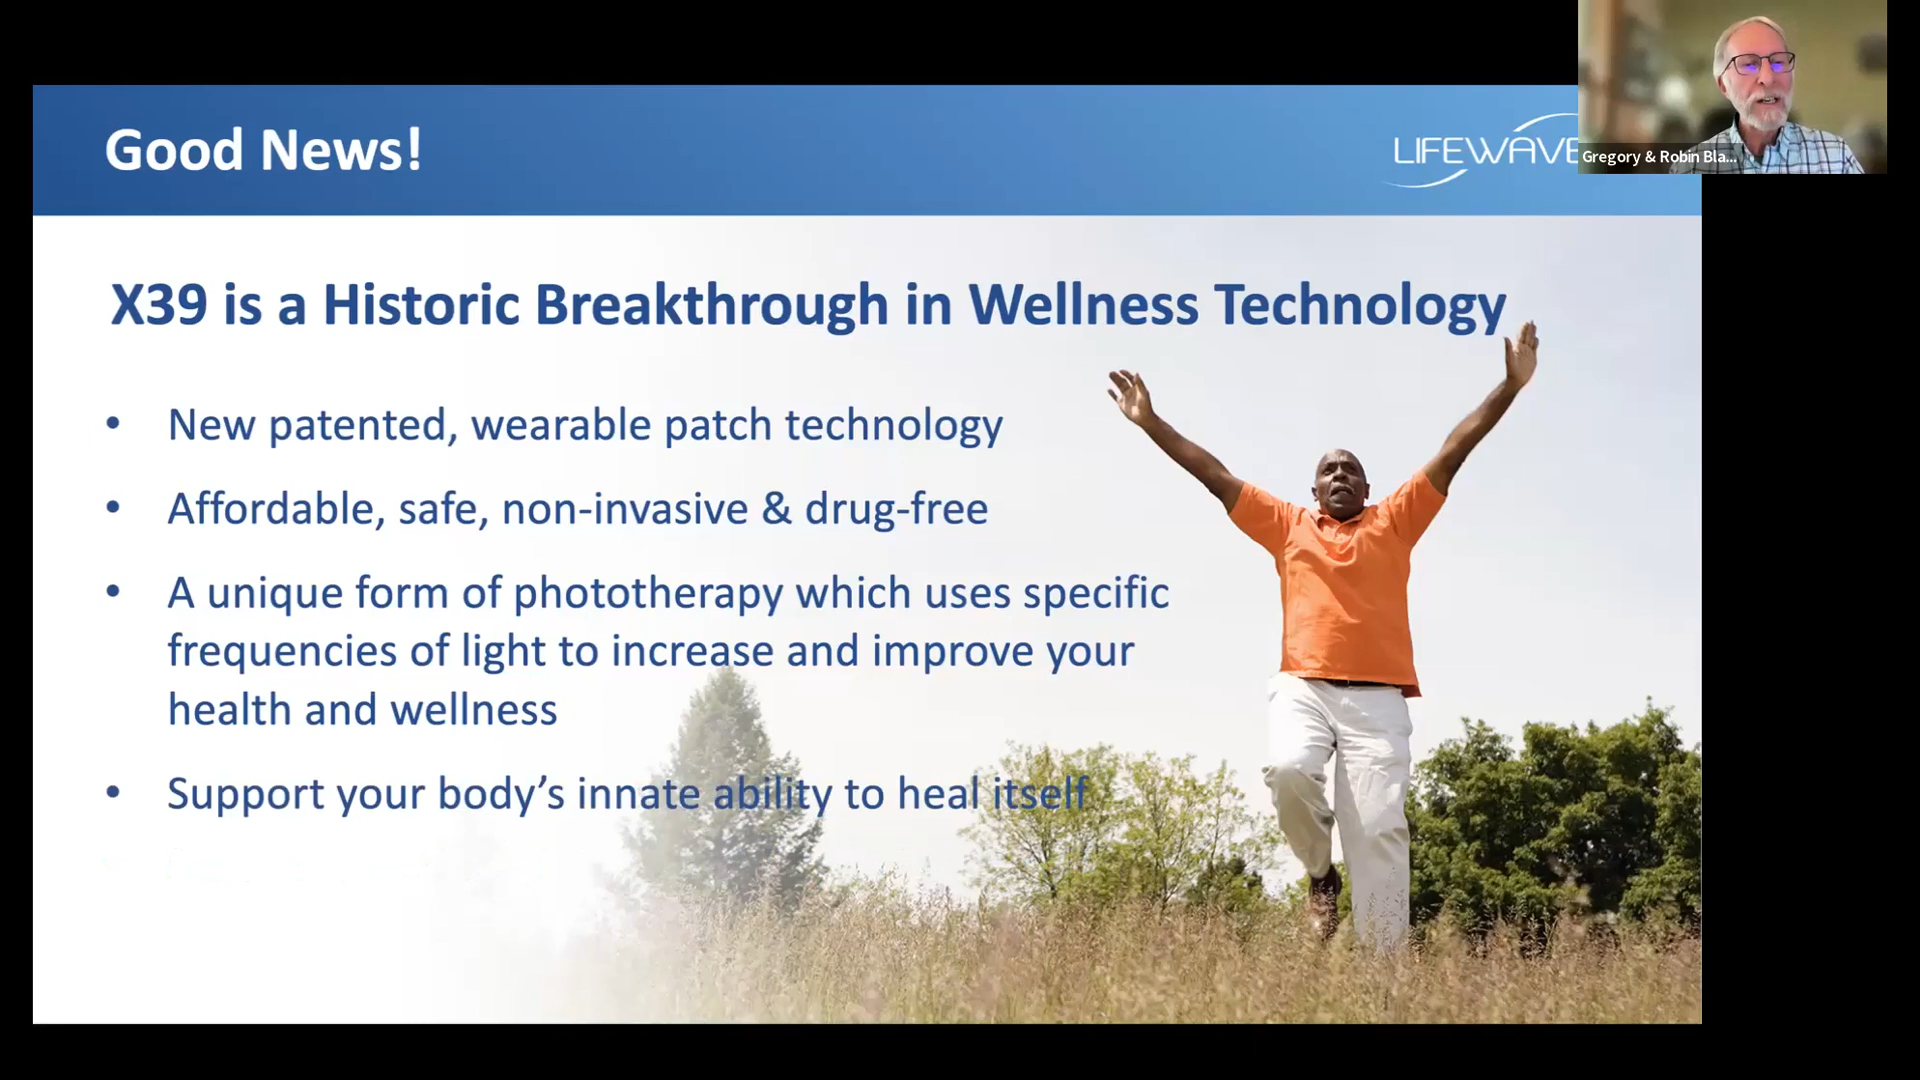 Good News!
LIFEWAVE
Gregory & Robin Bla...
X39 is a Historic Breakthrough in Wellness Technology
• New patented, wearable patch technology
• Affordable, safe, non-invasive & drug-free
• A unique form of phototherapy which uses specific
frequencies of light to increase and improve your
health and wellness
• Support your body’s innate ability to heal itself